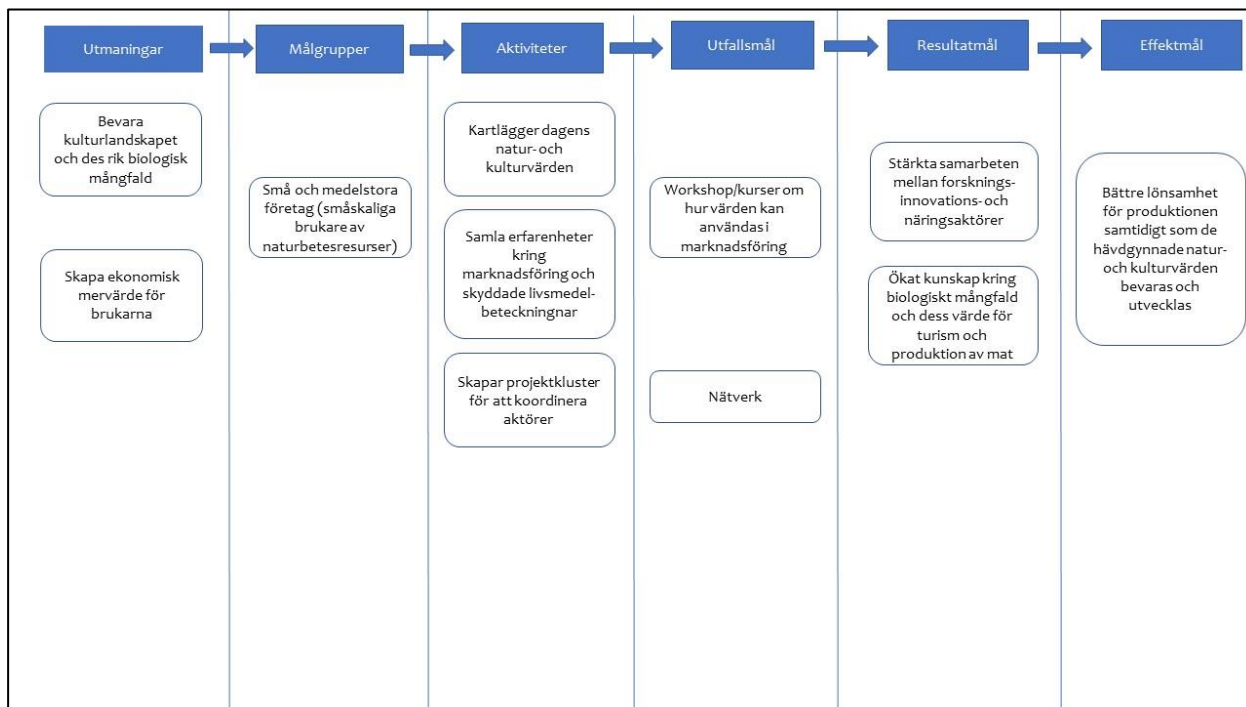 Utmaningar
Målgrupper
Aktiviteter
Utfallsmål
Resultatmål
Effektmål
Bevara
kulturlandskapet
och des rik biologisk
mångfald
Skapa ekonomisk
mervärde för
brukarna
Små och medelstora
företag (småskaliga
brukare av
naturbetesresurser)
Kartlägger dagens
natur- och
kulturvärden
Samla erfarenheter
kring
marknadsföring och
skyddade livsmedel-
beteckningnar
Skapar projektkluster
för att koordinera
aktörer
Workshop/kurser om
hur värden kan
användas i
marknadsföring
Nätverk
Stärkta samarbeten
mellan forsknings-
innovations- och
näringsaktörer
Ökat kunskap kring
biologiskt mångfald
och dess värde för
turism och
produktion av mat
Bättre lönsamhet
för produktionen
samtidigt som de
hävdgynnade natur-
och kulturvärden
bevaras och
utvecklas